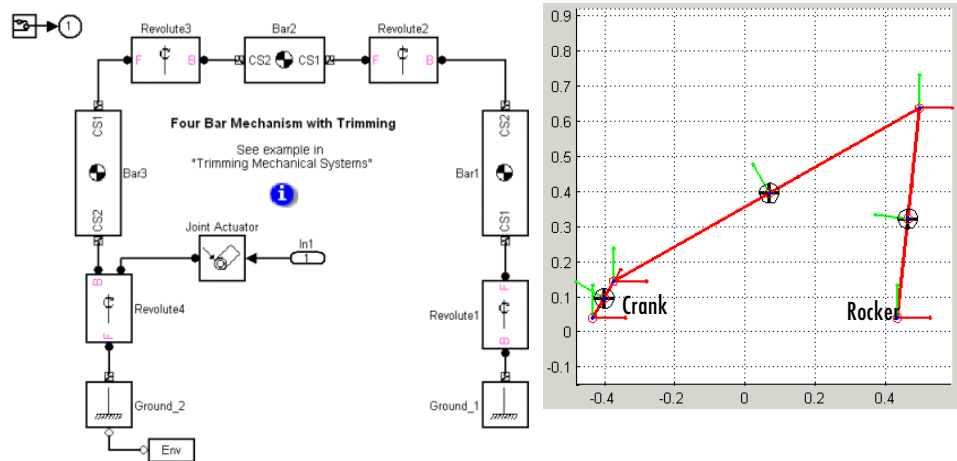 1
Revolute3
Bar2
Revolute2
F
B
CS2
CS1
F
B
CS1
CS2
Bar3
Four Bar Mechanism with Trimming
See example in
"Trimming Mechanical Systems"
i
CS2
CS1
Bar1
Joint Actuator
In1
1
B
F
Revolute4
F
B
Revolute1
Ground_2
Ground_1
Env
0.9
0.8
0.7
0.6
0.5
0.4
0.3
0.2
0.1
0
-0.1
Crank
Rocker
-0.4
-0.2
0
0.2
0.4